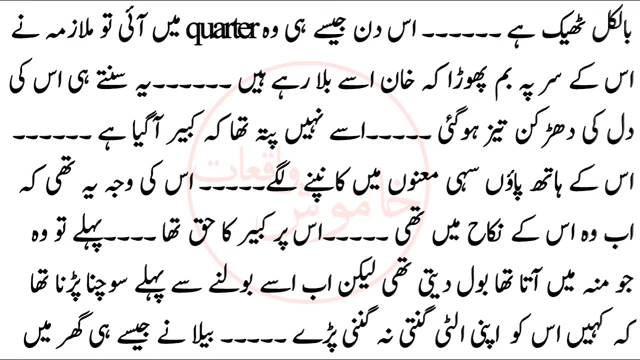 بالکل ٹھیک ہے ۔۔۔۔۔۔ اس دن جیسے ہی وہ quarter میں آئی تو ملازمہ نے
اس کے سر پہ بم پھوڑا کہ خان اسے بلا رہے ہیں ۔۔۔۔۔۔یہ سنتے ہی اس کی
دل کی دھڑکن تیز ہوگئی ۔۔۔۔۔اسے نہیں پتہ تھا کہ کبیر آگیا ہے ۔۔۔۔۔۔
اس کے ہاتھ پاؤں سہی معنوں میں کانپنے لگے۔۔۔۔۔ اس کی وجہ یہ تھی کہ
اب وہ اس کے نکاح میں تھی ۔۔۔۔۔اس پر کبیر کا حق تھا ۔۔۔۔پہلے تو وہ
جو منہ میں آتا تھا بول دیتی تھی لیکن اب اسے بولنے سے پہلے سوچنا پڑنا تھا
کہ کہیں اس کو اپنی الٹی گنتی نہ گننی پڑے ۔۔۔۔۔ بیلا نے جیسے ہی گھر میں
خاموش واقعات